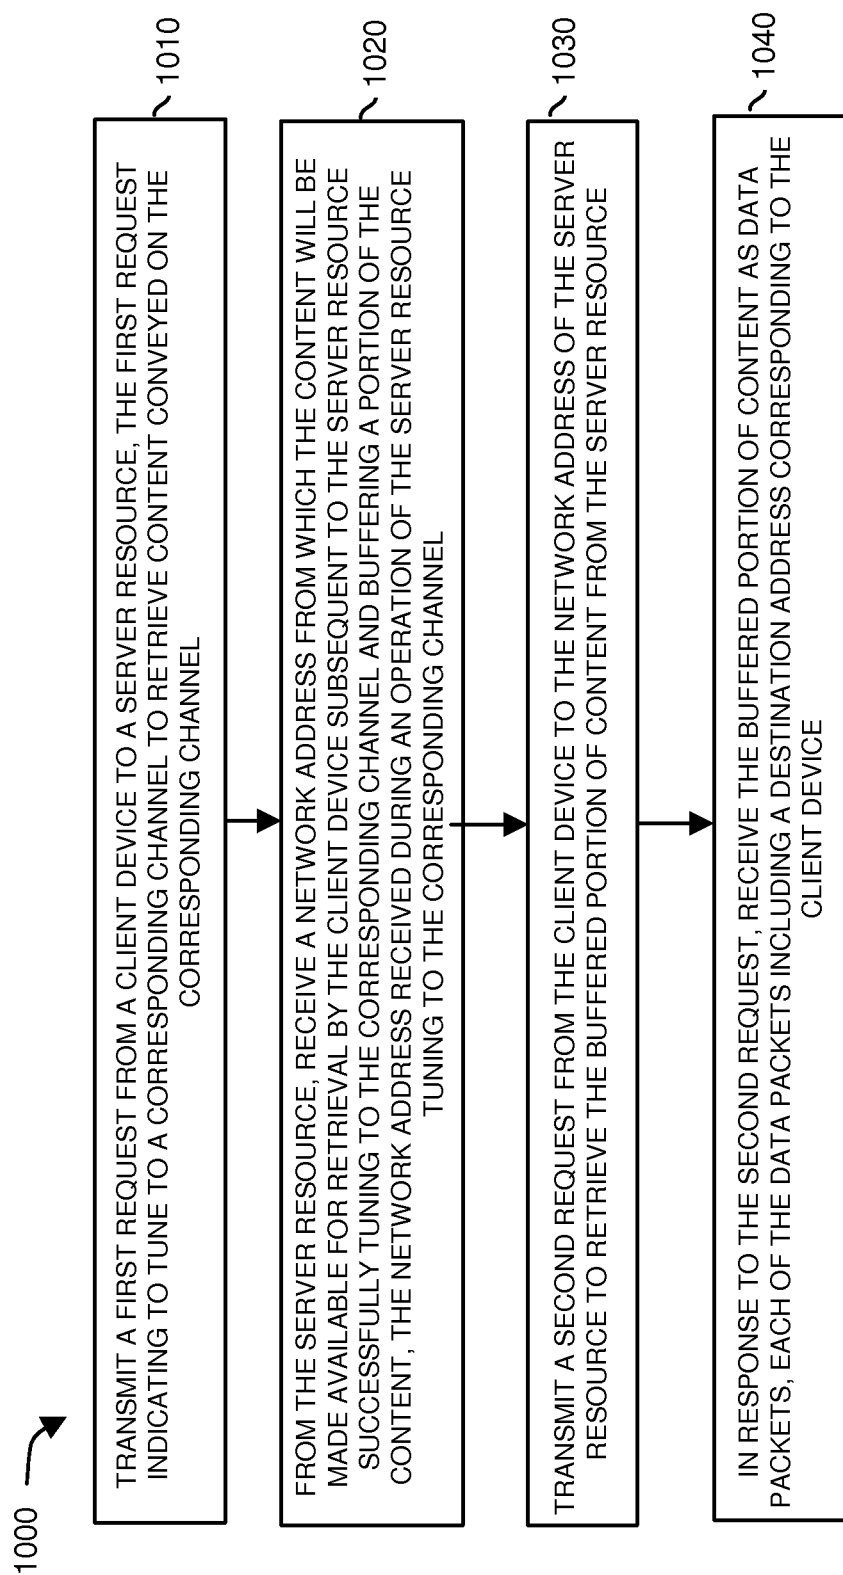 1000
TRANSMIT A FIRST REQUEST FROM A CLIENT DEVICE TO A SERVER RESOURCE, THE FIRST REQUEST
INDICATING TO TUNE TO A CORRESPONDING CHANNEL TO RETRIEVE CONTENT CONVEYED ON THE
CORRESPONDING CHANNEL
1010
FROM THE SERVER RESOURCE, RECEIVE A NETWORK ADDRESS FROM WHICH THE CONTENT WILL BE
MADE AVAILABLE FOR RETRIEVAL BY THE CLIENT DEVICE SUBSEQUENT TO THE SERVER RESOURCE
SUCCESSFULLY TUNING TO THE CORRESPONDING CHANNEL AND BUFFERING A PORTION OF THE
CONTENT, THE NETWORK ADDRESS RECEIVED DURING AN OPERATION OF THE SERVER RESOURCE
TUNING TO THE CORRESPONDING CHANNEL
1020
TRANSMIT A SECOND REQUEST FROM THE CLIENT DEVICE TO THE NETWORK ADDRESS OF THE SERVER
RESOURCE TO RETRIEVE THE BUFFERED PORTION OF CONTENT FROM THE SERVER RESOURCE
1030
IN RESPONSE TO THE SECOND REQUEST, RECEIVE THE BUFFERED PORTION OF CONTENT AS DATA
PACKETS, EACH OF THE DATA PACKETS INCLUDING A DESTINATION ADDRESS CORRESPONDING TO THE
CLIENT DEVICE
1040